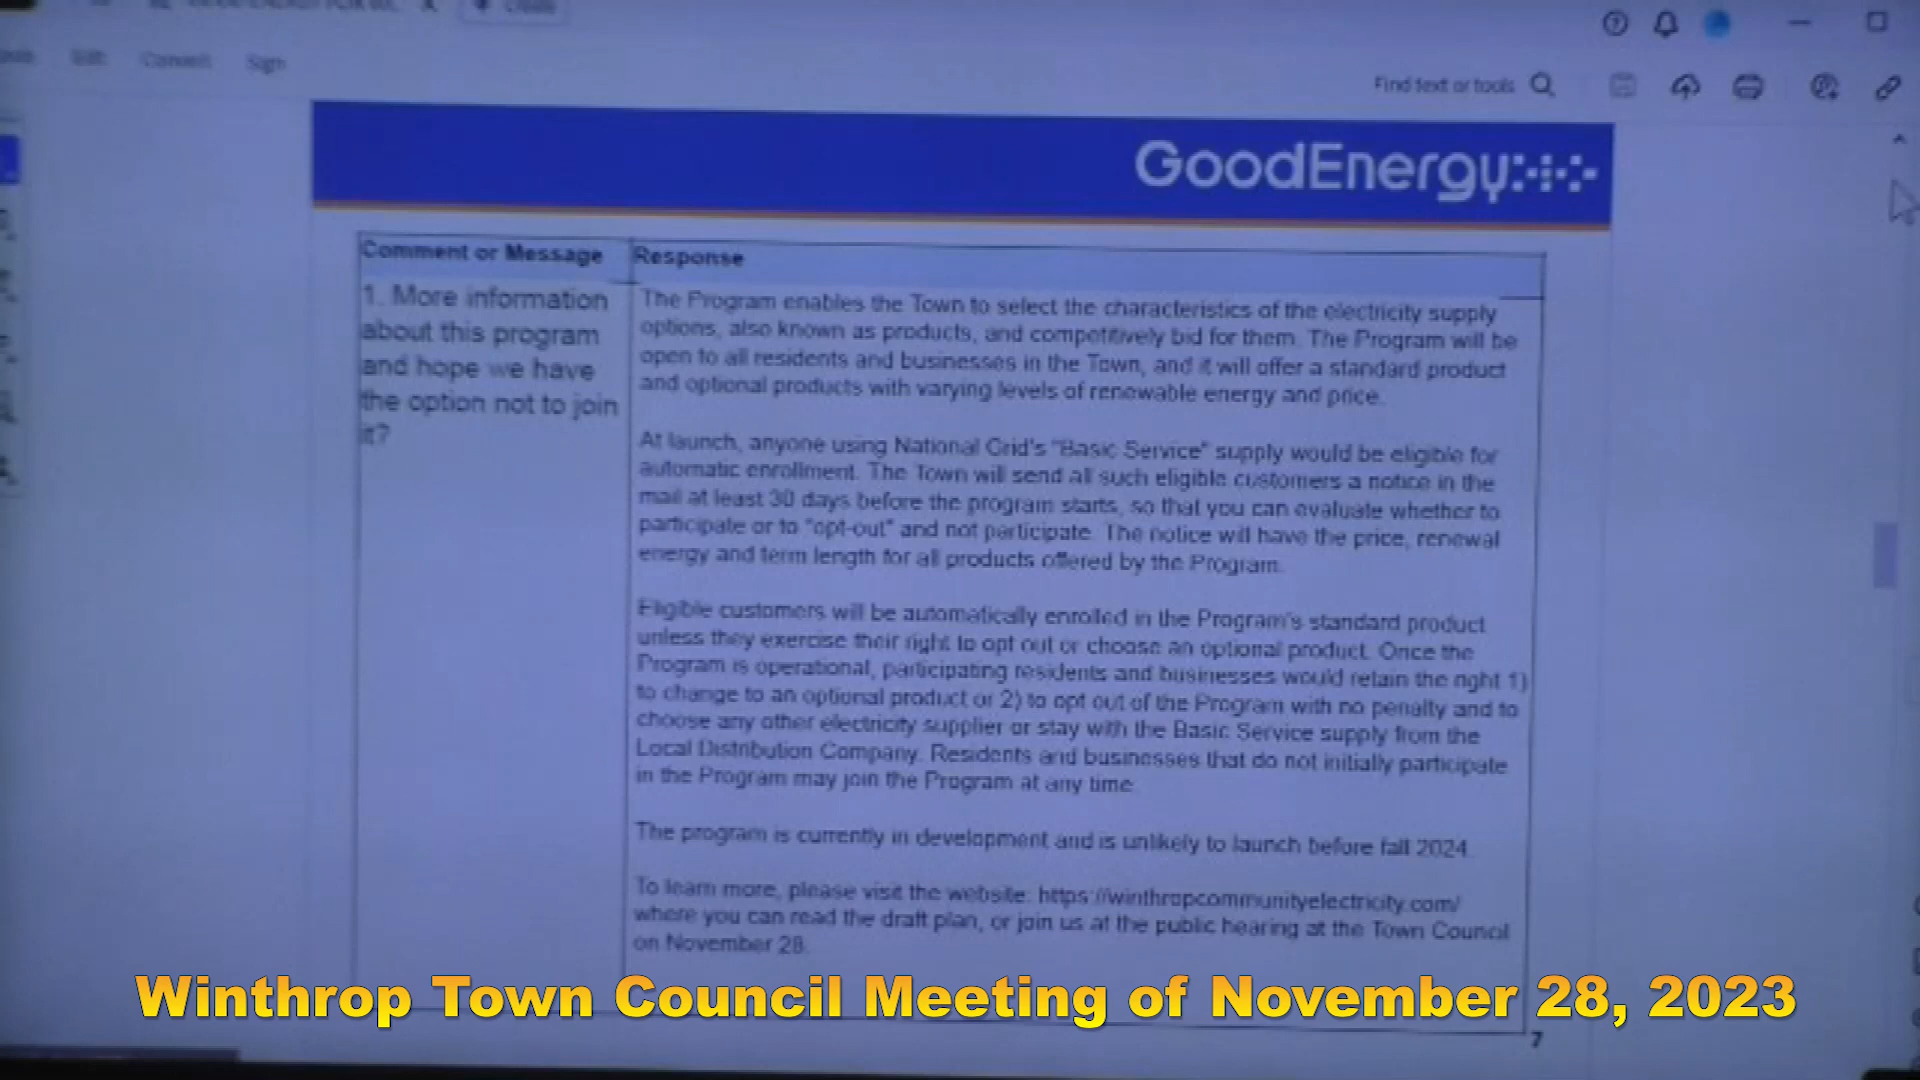 Edit Convert Sign
Find text or tools
GoodEnergy
Comment or Message Response
1. More information
about this program
and hope we have
the option not to join
it?
The Program enables the Town to select the characteristics of the electricity supply
options, also known as products, and competitively bid for them. The Program will be
open to all residents and businesses in the Town, and it will offer a standard product
and optional products with varying levels of renewable energy and price.
At launch, anyone using National Grid's "Basic Service" supply would be eligible for
automatic enrollment. The Town will send all such eligible customers a notice in the
mail at least 30 days before the program starts, so that you can evaluate whether to
participate or to "opt-out" and not participate. The notice will have the price, renewal
energy and term length for all products offered by the Program.
Eligible customers will be automatically enrolled in the Program's standard product
unless they exercise their right to opt out or choose an optional product. Once the
Program is operational, participating residents and businesses would retain the right 1)
to change to an optional product or 2) to opt out of the Program with no penalty and to
choose any other electricity supplier or stay with the Basic Service supply from the
Local Distribution Company. Residents and businesses that do not initially participate
in the Program may join the Program at any time.
The program is currently in development and is unlikely to launch before fall 2024.
To learn more, please visit the website: https://winthropcommunityelectricity.com/
where you can read the draft plan, or join us at the public hearing at the Town Council
on November 28.
Winthrop Town Council Meeting of November 28, 2023
7